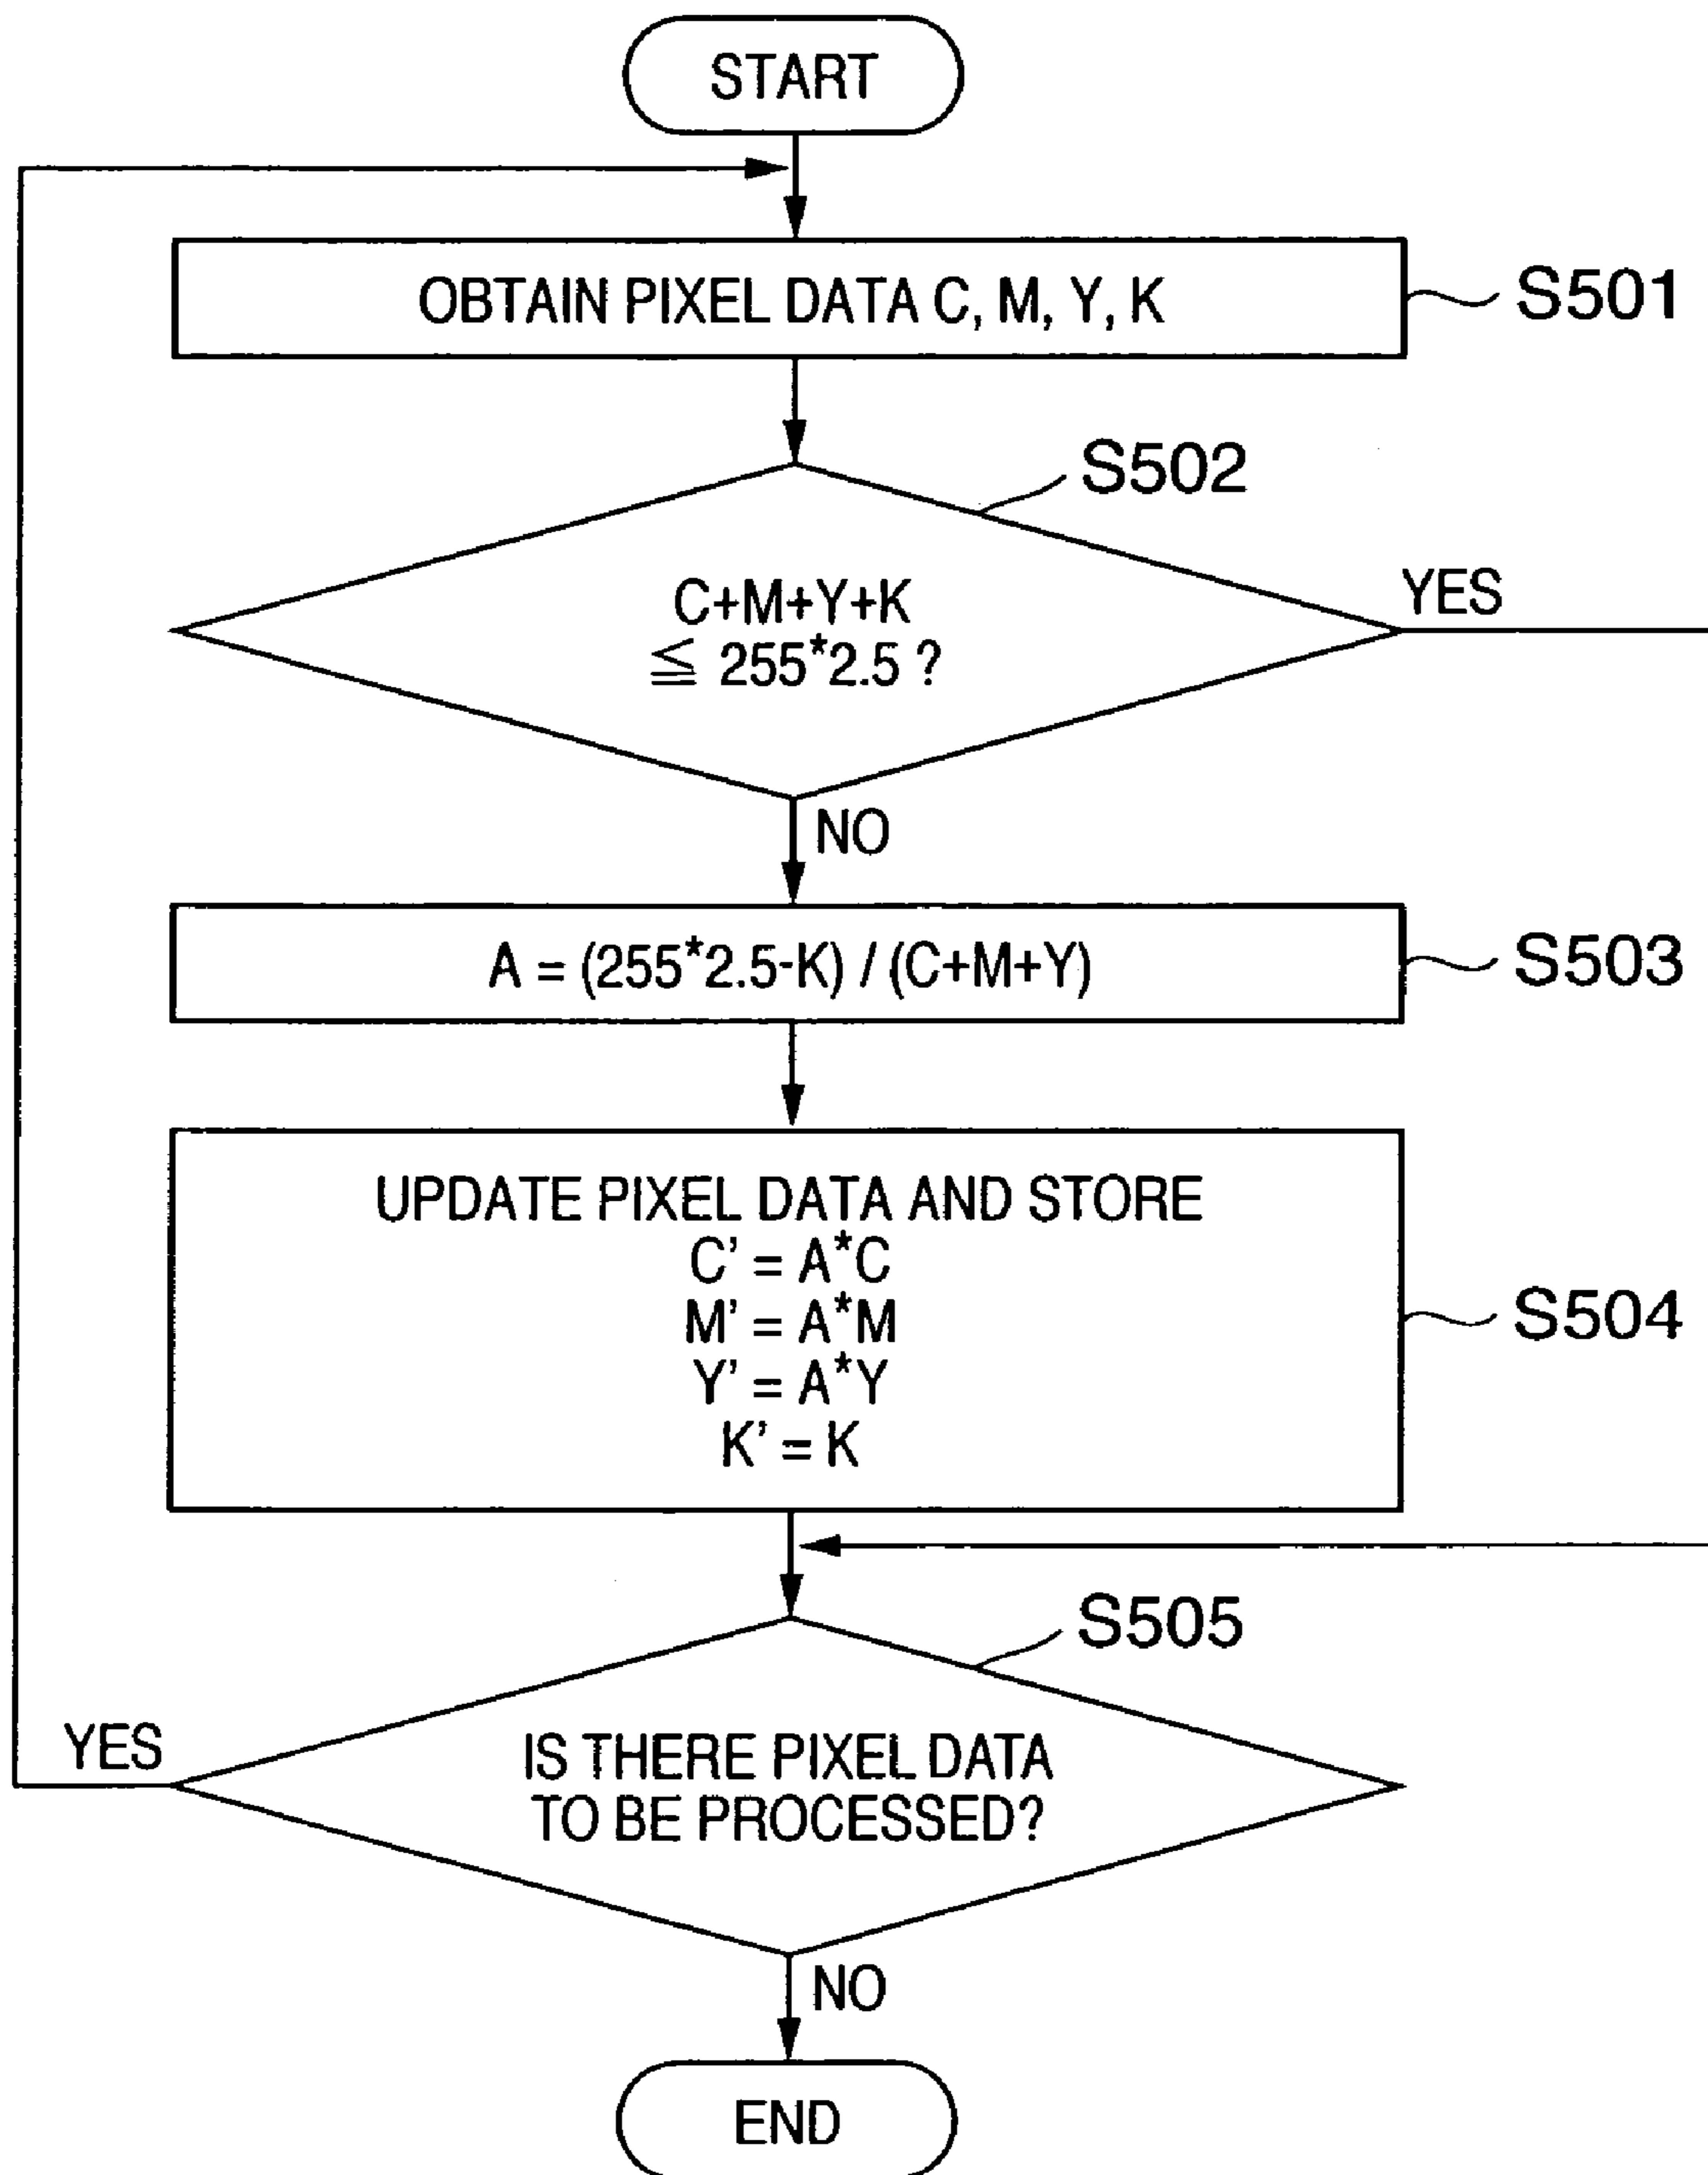 START
OBTAIN PIXEL DATA C, M, Y, K
S501
S502
C+M+Y+K
≦ 255*2.5 ?
YES
NO
A = (255*2.5-K) / (C+M+Y)
S503
UPDATE PIXEL DATA AND STORE
C' = A*C
M' = A*M
Y' = A*Y
K' = K
S504
S505
IS THERE PIXEL DATA
TO BE PROCESSED?
YES
NO
END